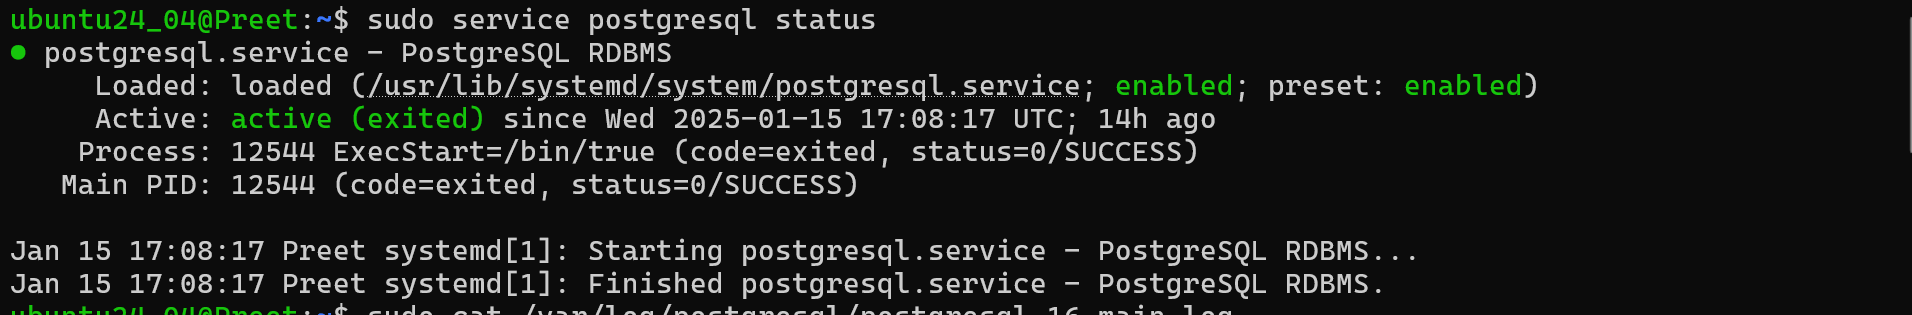 ubuntu24_04@Preet:~$ sudo service postgresql status
● postgresql.service - PostgreSQL RDBMS
Loaded: loaded (/usr/lib/systemd/system/postgresql.service; enabled; preset: enabled)
Active: active (exited) since Wed 2025-01-15 17:08:17 UTC; 14h ago
Process: 12544 ExecStart=/bin/true (code=exited, status=0/SUCCESS)
Main PID: 12544 (code=exited, status=0/SUCCESS)
Jan 15 17:08:17 Preet systemd[1]: Starting postgresql.service - PostgreSQL RDBMS...
Jan 15 17:08:17 Preet systemd[1]: Finished postgresql.service - PostgreSQL RDBMS.
ubuntu24_04@Preet:~$ sudo cat /var/log/postgresql/postgresql-16-main.log